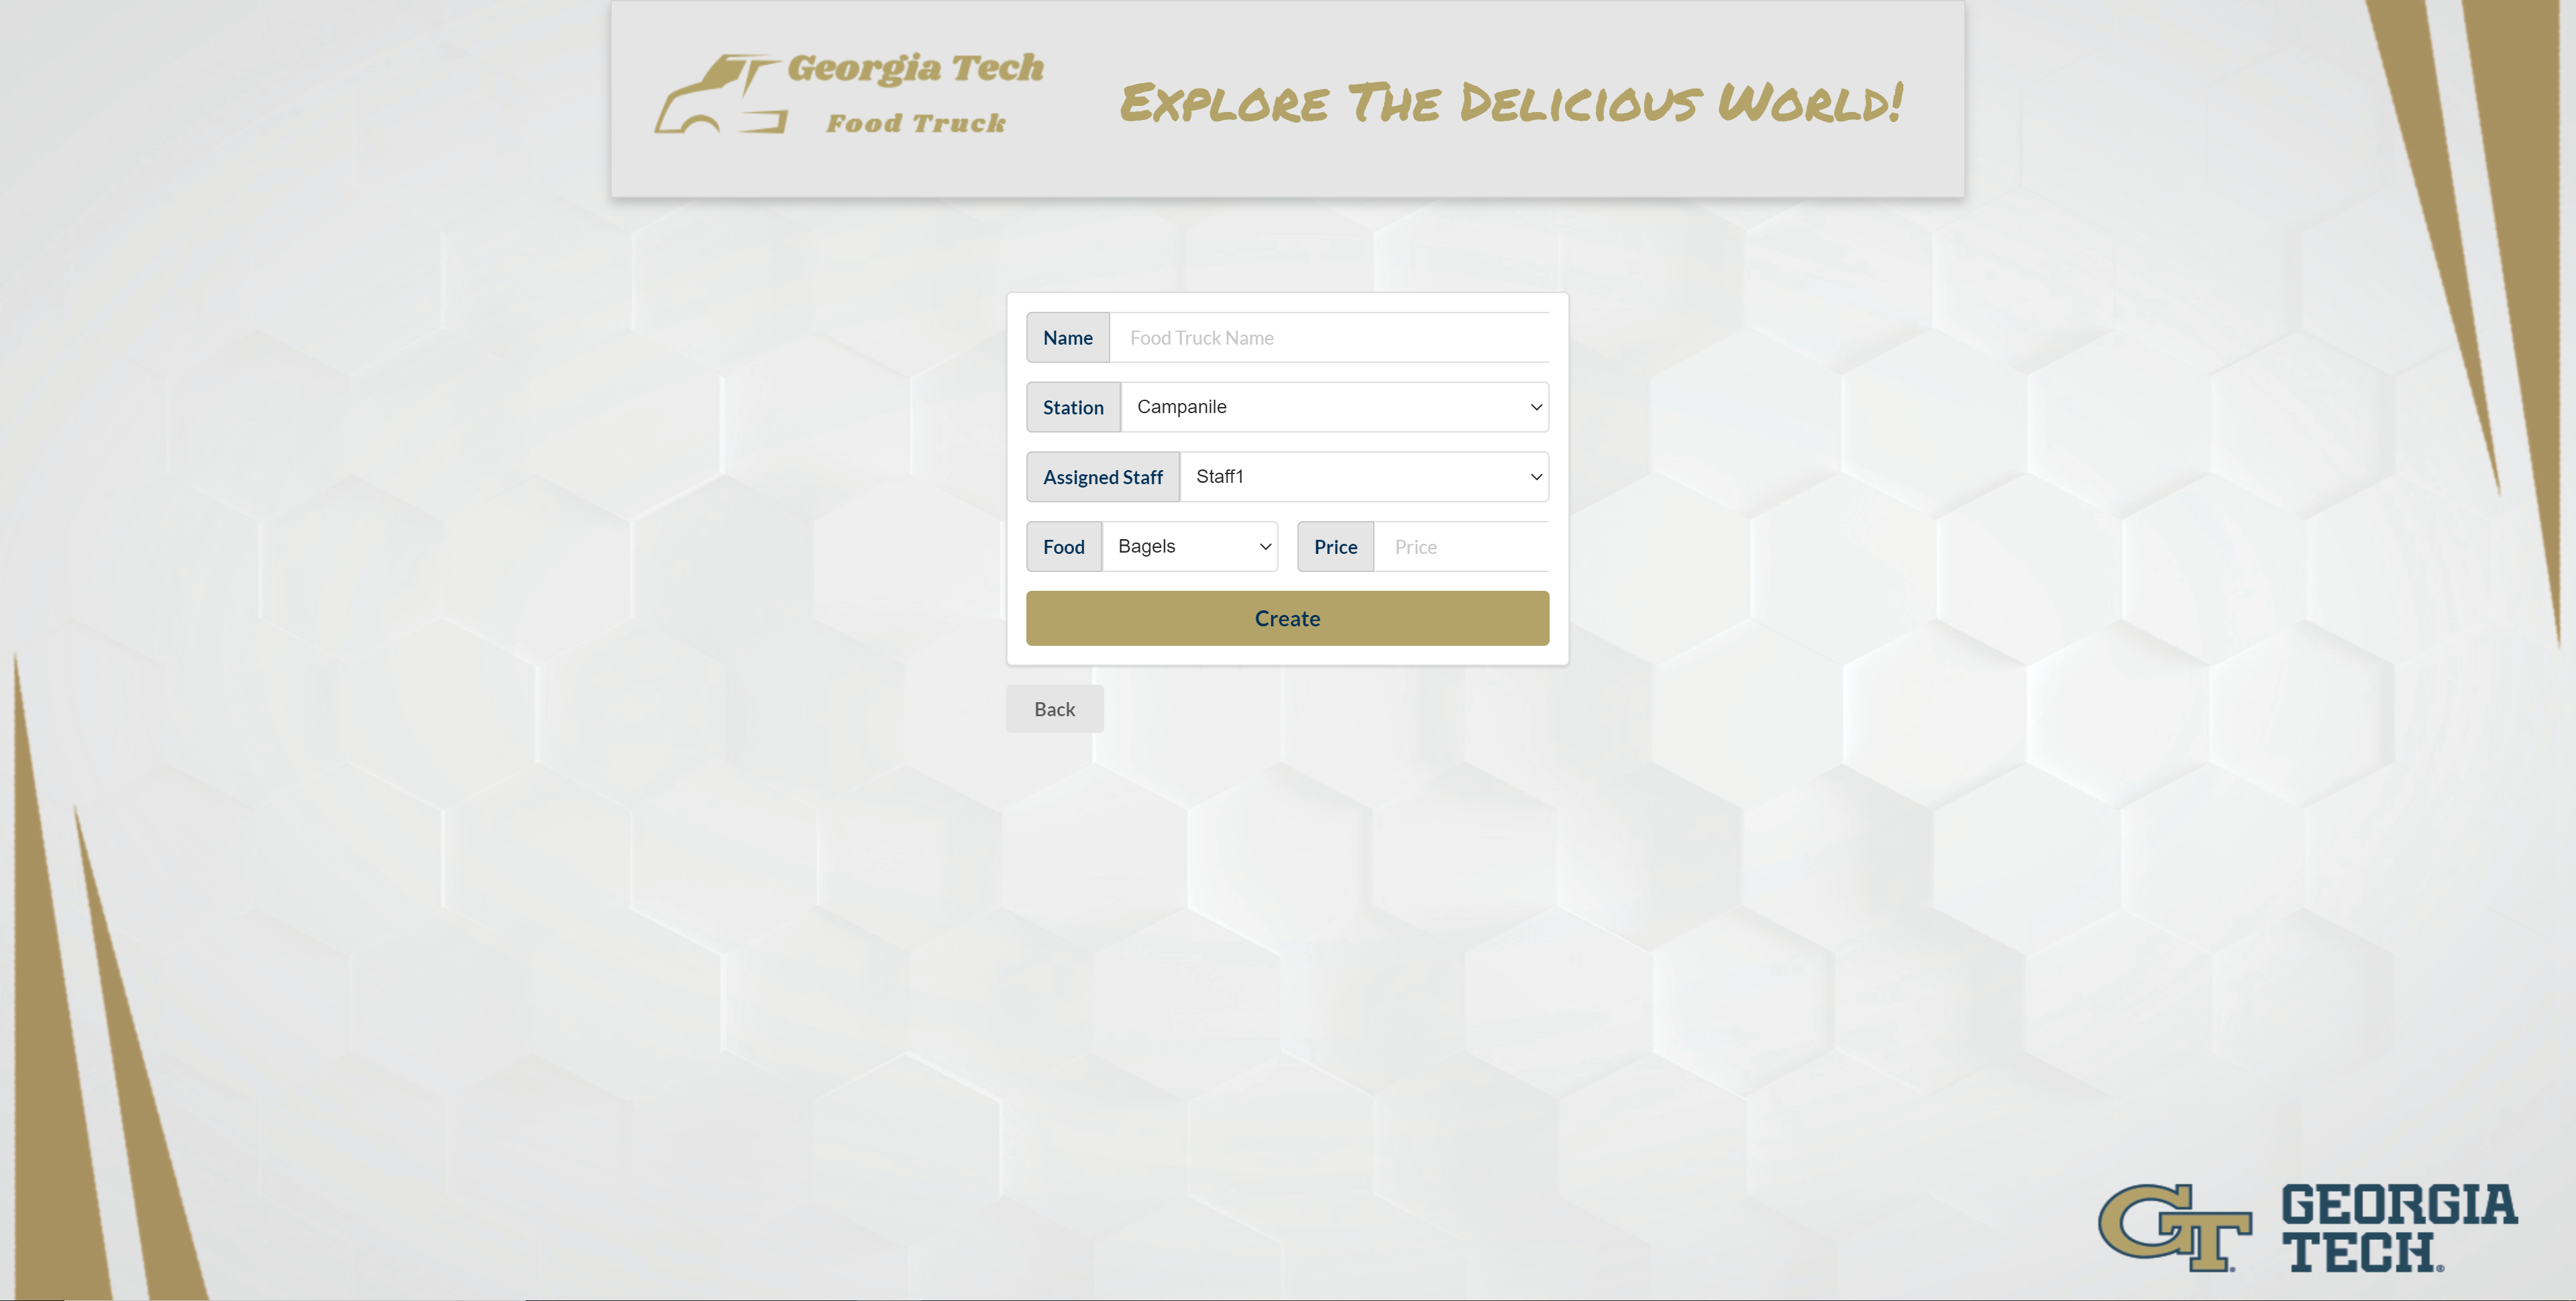 Georgia Tech
Food Truck
Explore The Delicious World!
Name Food Truck Name
Station Campanile
Assigned Staff Staff1
Food Bagels Price Price
Create
Back
GT GEORGIA
TECH®